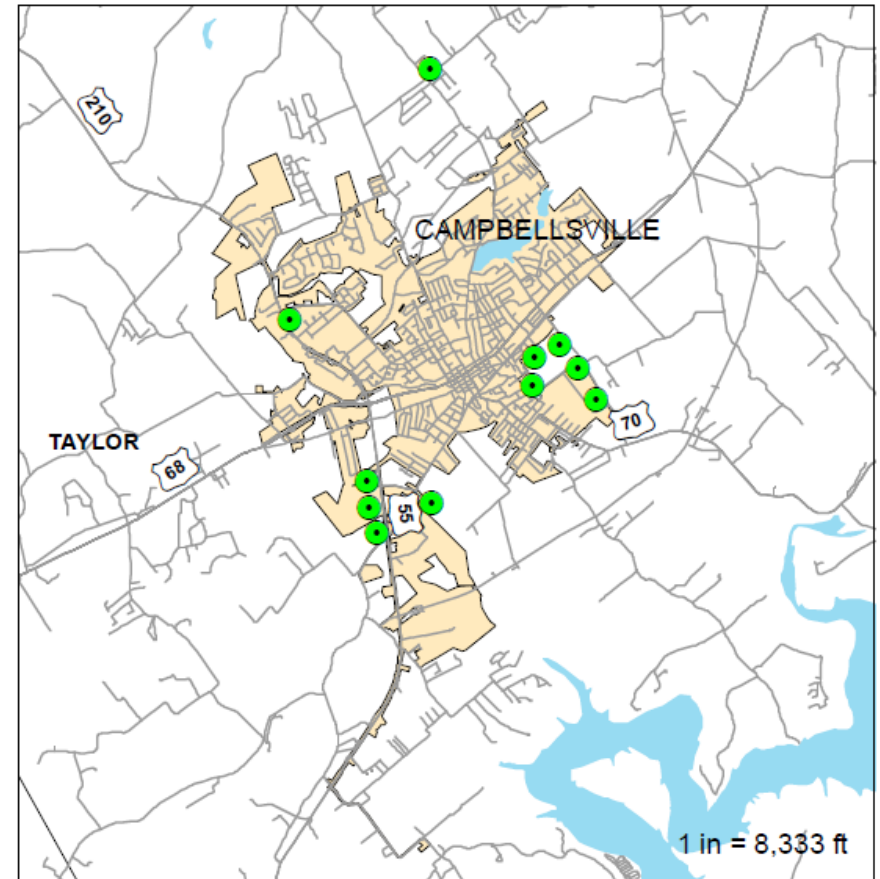 210
CAMPBELLSVILLE
70
TAYLOR
68
55
1 in = 8,333 ft